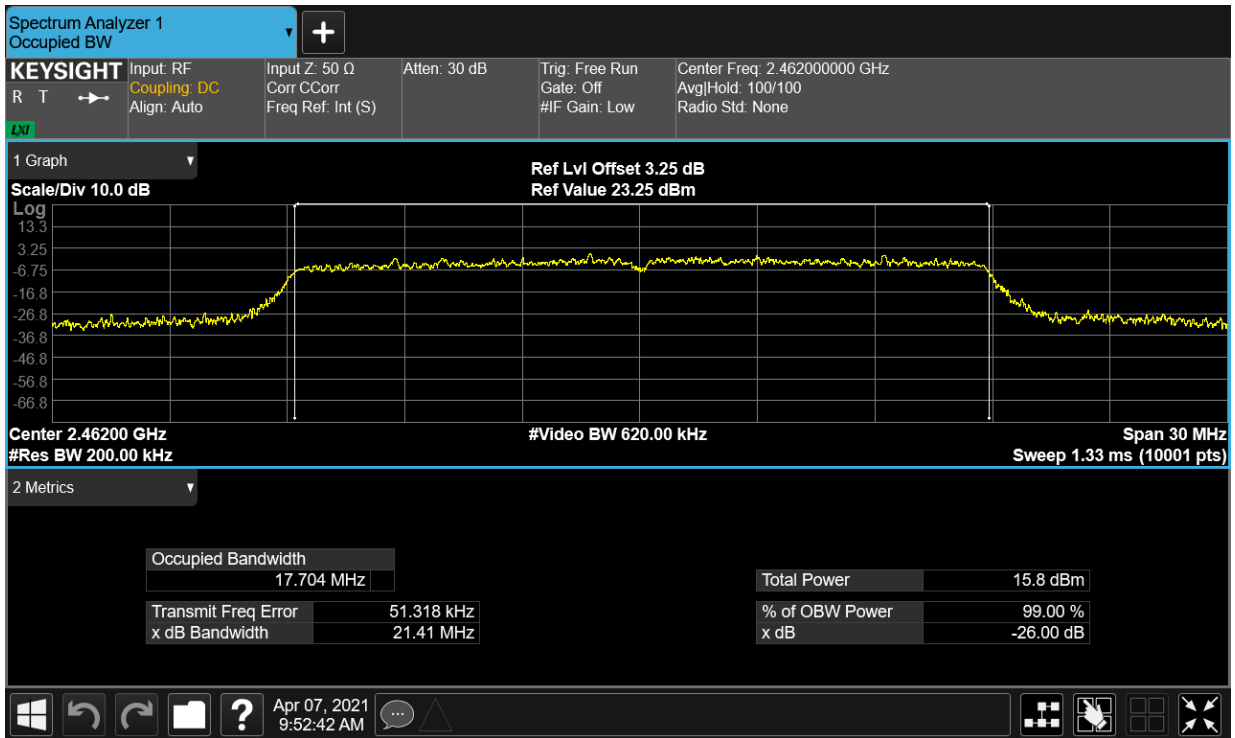 Spectrum Analyzer 1
Occupied BW
KEYSIGHT
R T
LXI
Input: RF
Coupling: DC
Align: Auto
Input Z: 50 Ω
Corr CCorr
Freq Ref: Int (S)
Atten: 30 dB
Trig: Free Run
Gate: Off
#IF Gain: Low
Center Freq: 2.462000000 GHz
Avg|Hold: 100/100
Radio Std: None
1 Graph
Scale/Div 10.0 dB
Ref Lvl Offset 3.25 dB
Ref Value 23.25 dBm
Log
13.3
3.25
-6.75
-16.8
-26.8
-36.8
-46.8
-56.8
-66.8
Center 2.46200 GHz
#Video BW 620.00 kHz
Span 30 MHz
#Res BW 200.00 kHz
Sweep 1.33 ms (10001 pts)
2 Metrics
Occupied Bandwidth
17.704 MHz
Transmit Freq Error 51.318 kHz
x dB Bandwidth 21.41 MHz
Total Power 15.8 dBm
% of OBW Power 99.00 %
x dB -26.00 dB
?
Apr 07, 2021
9:52:42 AM